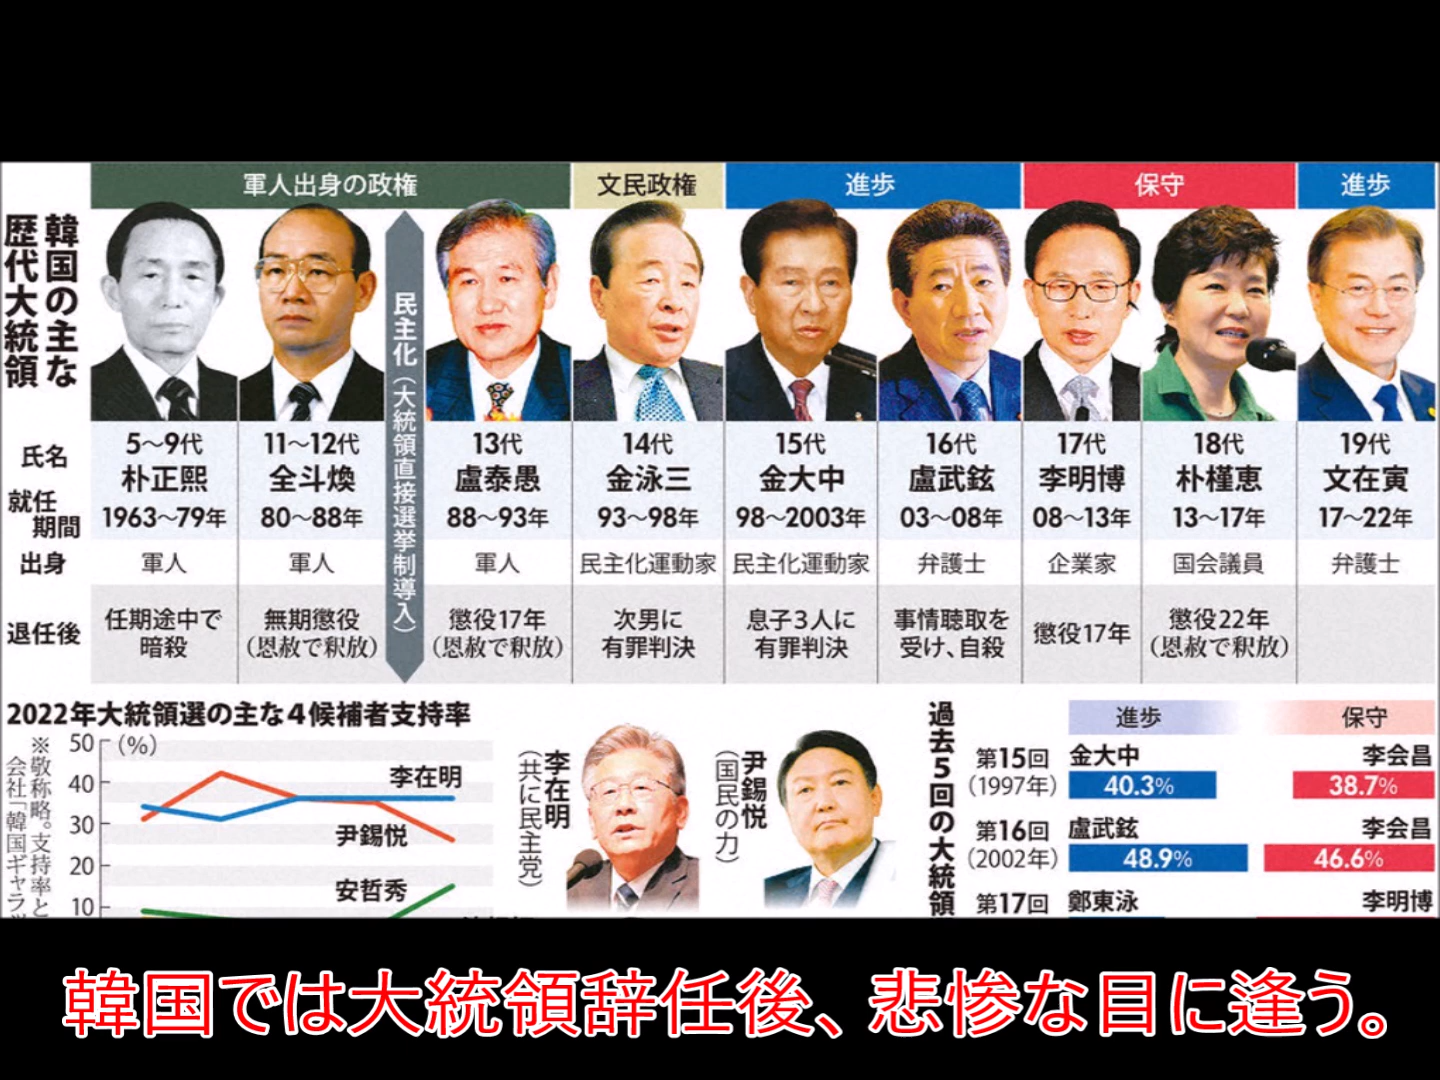 軍人出身の政権
文民政権
進歩
保守
進歩
韓国の主な
歴代大統領
民主化（大統領直接選挙制導入）
氏名
5～9代
朴正熙
11～12代
全斗煥
13代
盧泰愚
14代
金泳三
15代
金大中
16代
盧武鉉
17代
李明博
18代
朴槿恵
19代
文在寅
就任
期間
1963～79年
80～88年
88～93年
93～98年
98～2003年
03～08年
08～13年
13～17年
17～22年
出身
軍人
軍人
軍人
民主化運動家
民主化運動家
弁護士
企業家
国会議員
弁護士
退任後
任期途中で
暗殺
無期懲役
(恩赦で釈放)
懲役17年
(恩赦で釈放)
次男に
有罪判決
息子3人に
有罪判決
事情聴取を
受け、自殺
懲役17年
懲役22年
(恩赦で釈放)
2022年大統領選の主な4候補者支持率
※敬称略。支持率と
会社「韓国ギャラ
50
(%)
40
30
20
10
李在明
尹錫悦
安哲秀
李在明
(共に民主党)
尹錫悦
(国民の力)
過去5回の大統領
進歩
保守
第15回
(1997年)
金大中
李会昌
40.3%
38.7%
第16回
(2002年)
盧武鉉
李会昌
48.9%
46.6%
第17回
鄭東泳
李明博
韓国では大統領辞任後、悲惨な目に逢う。